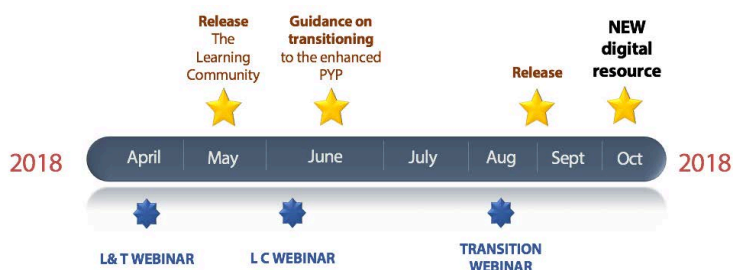 Release
The
Learning
Community
Guidance on
transitioning
to the enhanced
PYP
Release
NEW
digital
resource
2018
April May June July Aug Sept Oct
2018
L& T WEBINAR
L C WEBINAR
TRANSITION
WEBINAR